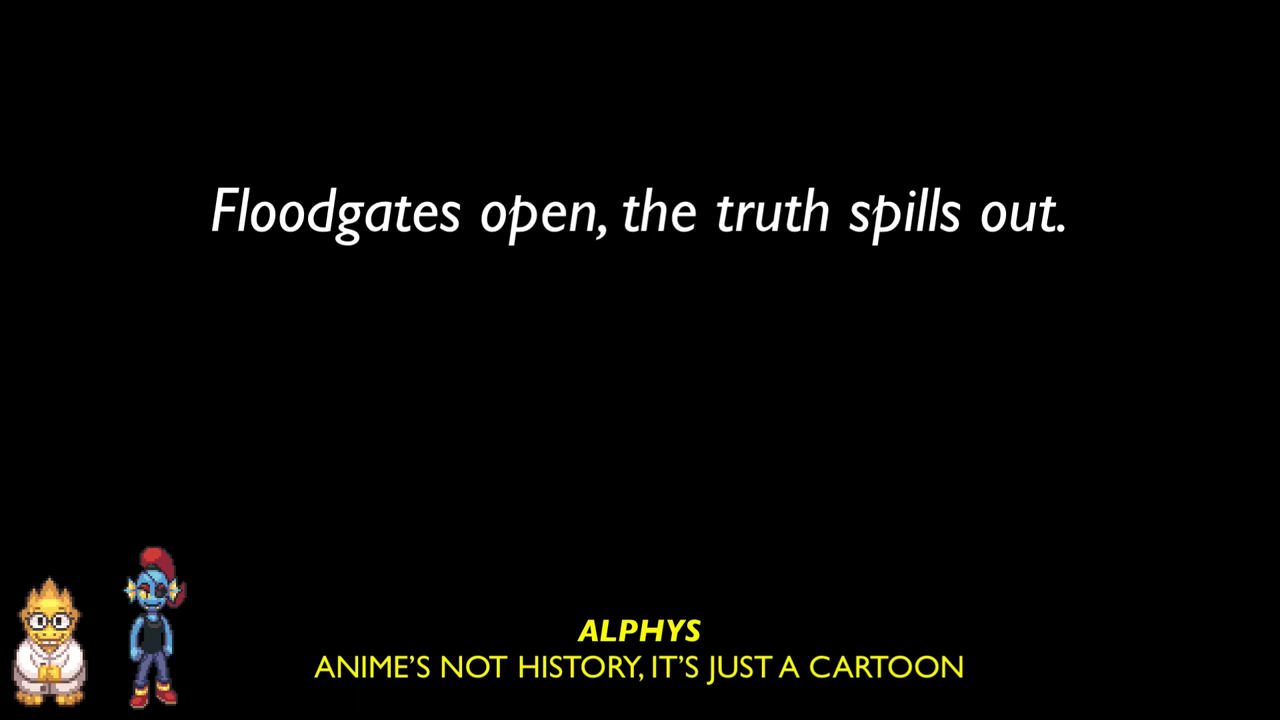 Floodgates open, the truth spills out.
ALPHYS
ANIME’S NOT HISTORY, IT’S JUST A CARTOON